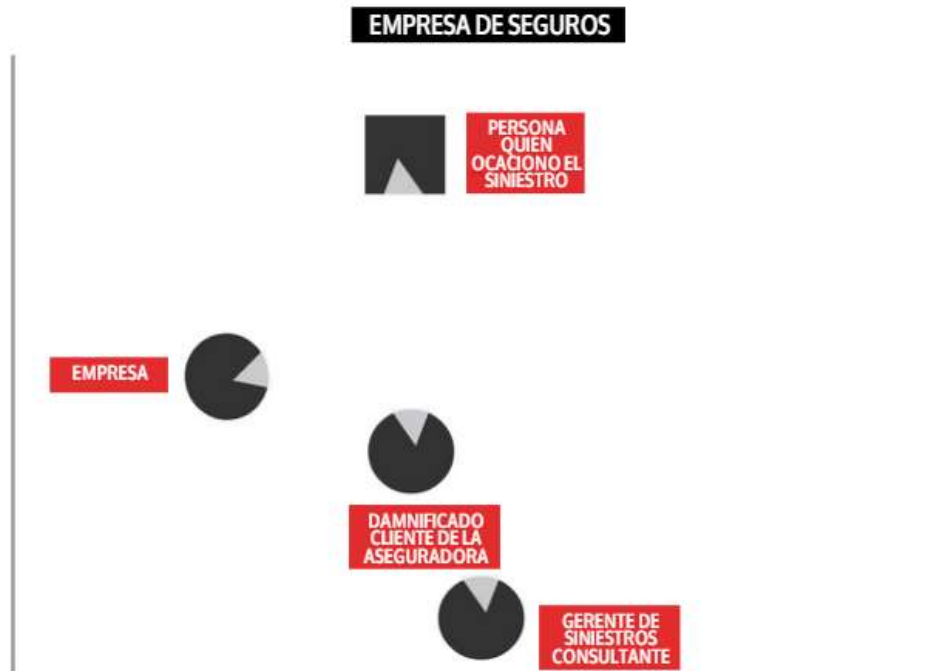 EMPRESA DE SEGUROS
PERSONA
QUIEN
OCACIONO EL
SINIESTRO
EMPRESA
DAMNIFICADO
CLIENTE DE LA
ASEGURADORA
GERENTE DE
SINIESTROS
CONSULTANTE